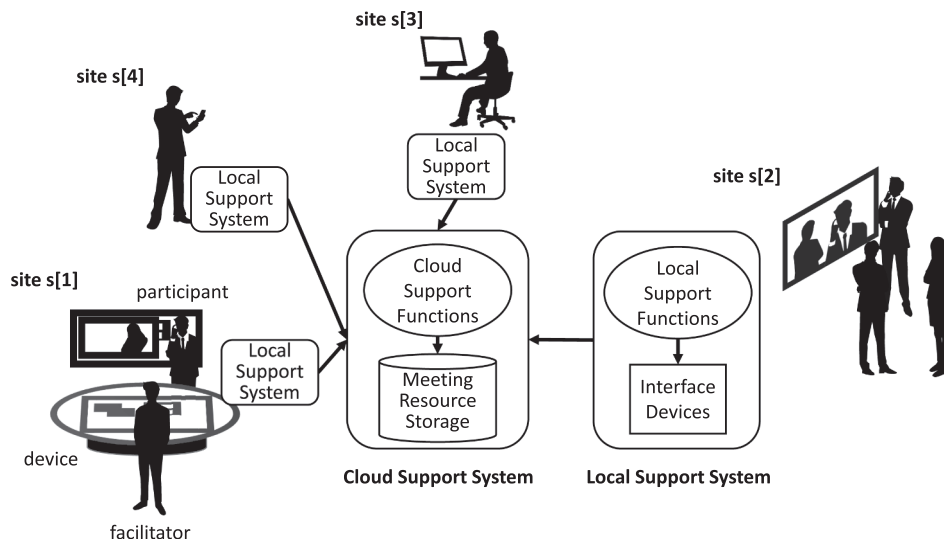 site s[3]
site s[4]
Local
Support
System
site s[2]
Local
Support
System
Cloud
Support
Functions
Local
Support
Functions
site s[1]
participant
Local
Support
System
Meeting
Resource
Storage
Interface
Devices
device
Cloud Support System
Local Support System
facilitator